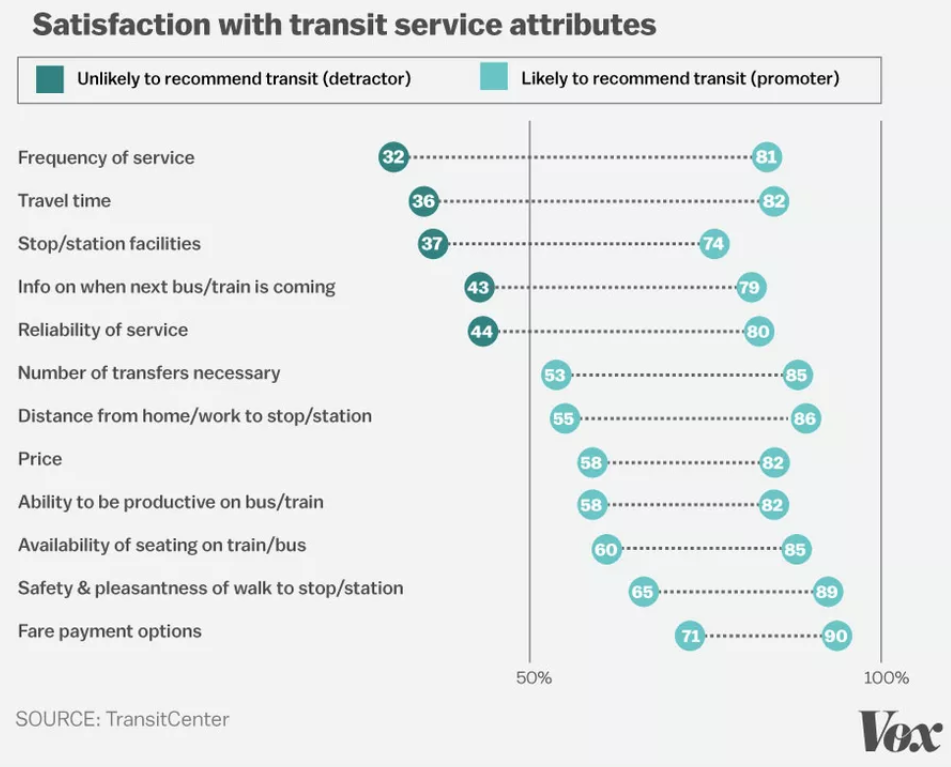 Satisfaction with transit service attributes
Unlikely to recommend transit (detractor)
Likely to recommend transit (promoter)
Frequency of service 32 81
Travel time 36 82
Stop/station facilities 37 74
Info on when next bus/train is coming 43 79
Reliability of service 44 80
Number of transfers necessary 53 85
Distance from home/work to stop/station 55 86
Price 58 82
Ability to be productive on bus/train 58 82
Availability of seating on train/bus 60 85
Safety & pleasantness of walk to stop/station 65 89
Fare payment options 71 90
50% 100%
SOURCE: TransitCenter
Vox